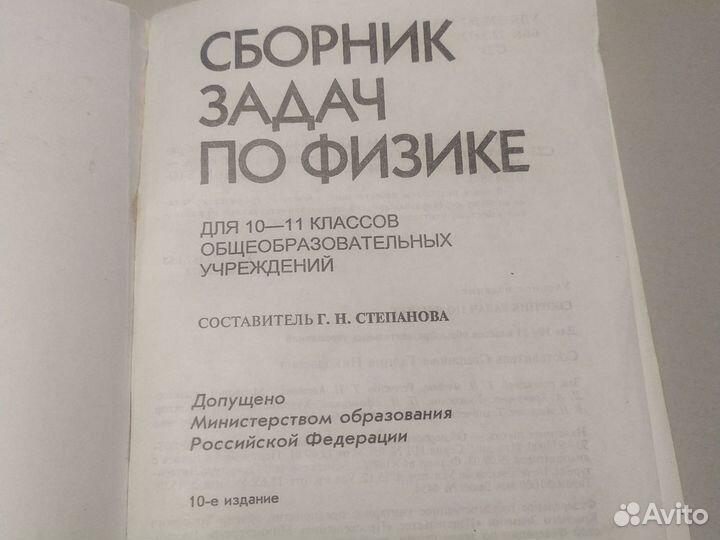 СБОРНИК
ЗАДАЧ
ПО ФИЗИКЕ
ДЛЯ 10—11 КЛАССОВ
ОБЩЕОБРАЗОВАТЕЛЬНЫХ
УЧРЕЖДЕНИЙ
СОСТАВИТЕЛЬ Г. Н. СТЕПАНОВА
Допущено
Министерством образования
Российской Федерации
10-е издание
Avito